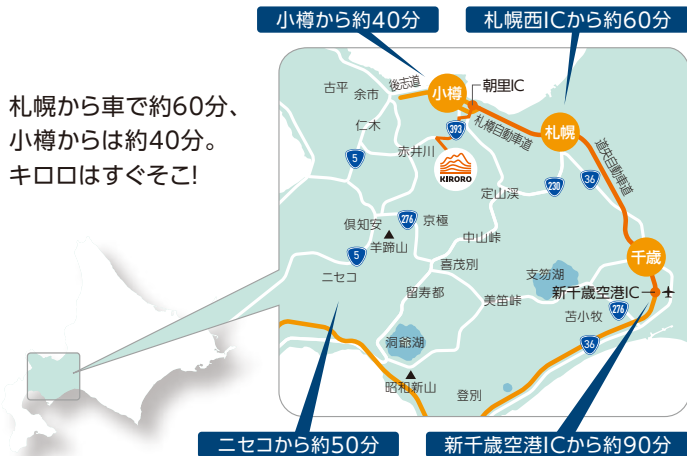 小樽から約40分
札幌西ICから約60分
札幌から車で約60分、
小樽からは約40分。
キロロはすぐそこ!
古平
余市
後志道
小樽
朝里IC
仁木
393
札樽自動車道
札幌
道央自動車道
5
赤井川
KIRORO
定山渓
230
36
倶知安
276
京極
羊蹄山
中山峠
千歳
5
喜茂別
ニセコ
支笏湖
新千歳空港IC
留寿都
美笛峠
276
苫小牧
洞爺湖
36
昭和新山
登別
ニセコから約50分
新千歳空港ICから約90分